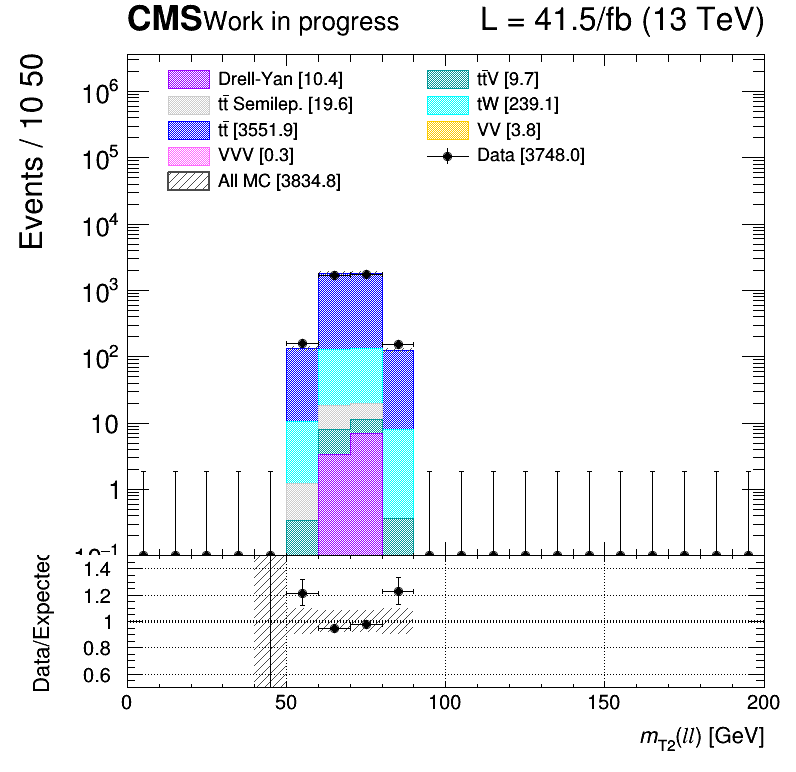 CMS Work in progress L = 41.5/fb (13 TeV)
Events / 10 50
Drell-Yan [10.4]
tt̄ Semilep. [19.6]
tt̄ [3551.9]
VVV [0.3]
All MC [3834.8]
tt̄V [9.7]
tW [239.1]
VV [3.8]
Data [3748.0]
10⁶
10⁵
10⁴
10³
10²
10
1
Data/Expected
1.4
1.2
1
0.8
0.6
0 50 100 150 200
m_T2(ll) [GeV]